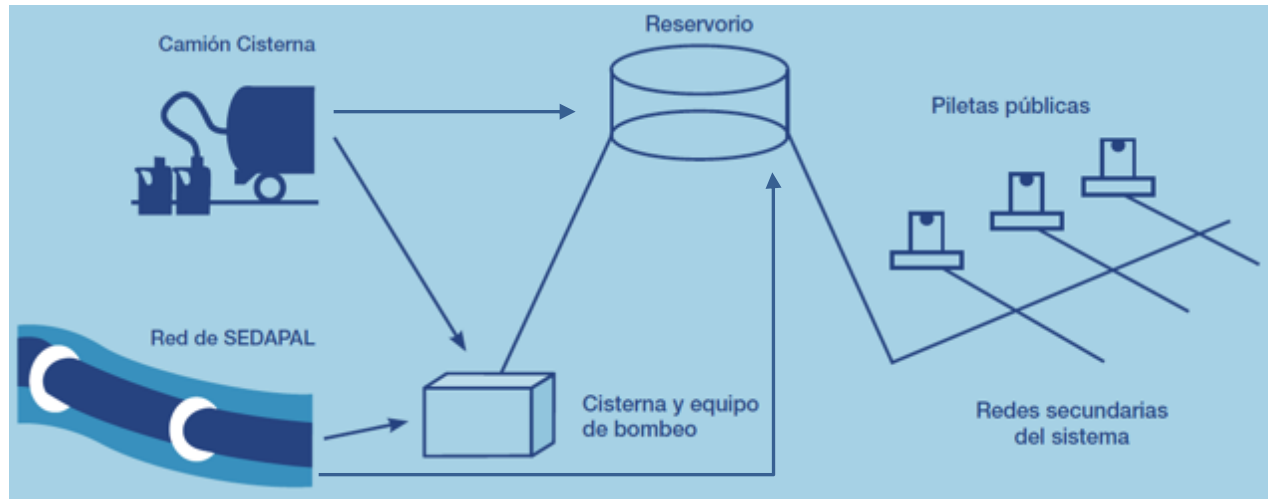 Camión Cisterna
Reservorio
Piletas públicas
Red de SEDAPAL
Cisterna y equipo
de bombeo
Redes secundarias
del sistema